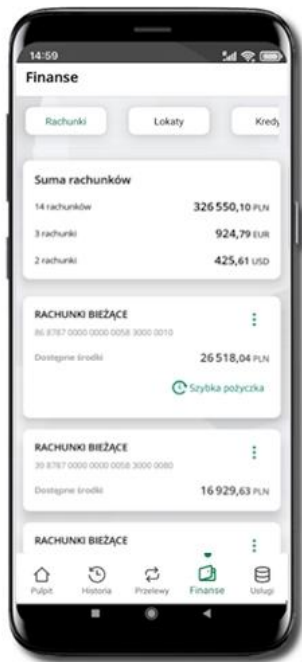 14:59
Finanse
Rachunki Lokaty Kredy
Suma rachunków
14 rachunków 326 550,10 PLN
3 rachunki 924,79 EUR
2 rachunki 425,61 USD
RACHUNKI BIEŻĄCE
86 8787 0000 0000 0058 3000 0010
Dostępne środki 26 518,04 PLN
Szybka pożyczka
RACHUNKI BIEŻĄCE
30 8787 0000 0000 0058 3000 0080
Dostępne środki 16 929,63 PLN
RACHUNKI BIEŻĄCE
Pulpit Historia Przelewy Finanse Usługi